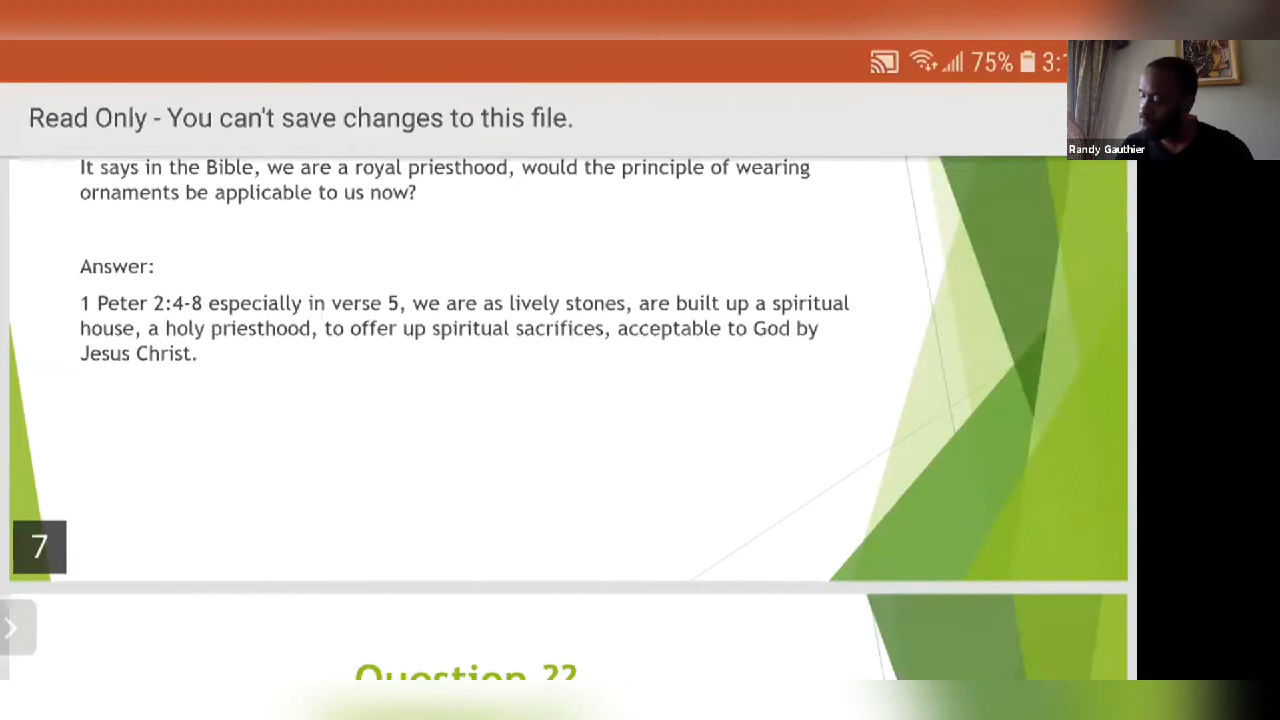 75% 3:
Read Only - You can't save changes to this file.
Randy Gauthier
It says in the Bible, we are a royal priesthood, would the principle of wearing
ornaments be applicable to us now?
Answer:
1 Peter 2:4-8 especially in verse 5, we are as lively stones, are built up a spiritual
house, a holy priesthood, to offer up spiritual sacrifices, acceptable to God by
Jesus Christ.
7
Question ??